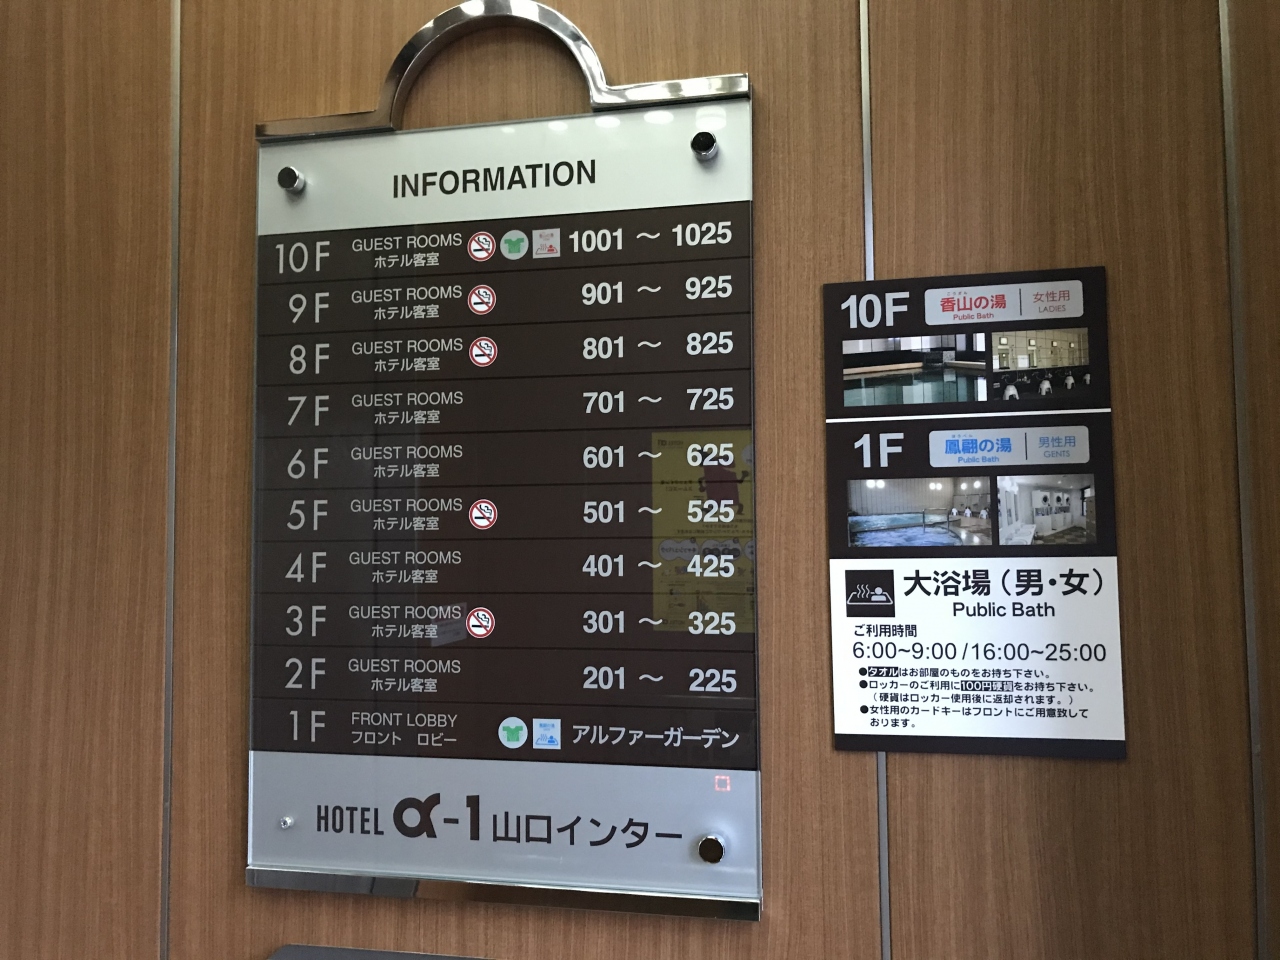 INFORMATION
10F GUEST ROOMS 1001 ～ 1025
ホテル客室
9F GUEST ROOMS 901 ～ 925
ホテル客室
8F GUEST ROOMS 801 ～ 825
ホテル客室
7F GUEST ROOMS 701 ～ 725
ホテル客室
6F GUEST ROOMS 601 ～ 625
ホテル客室
5F GUEST ROOMS 501 ～ 525
ホテル客室
4F GUEST ROOMS 401 ～ 425
ホテル客室
3F GUEST ROOMS 301 ～ 325
ホテル客室
2F GUEST ROOMS 201 ～ 225
ホテル客室
1F FRONT LOBBY アルファーガーデン
フロント ロビー
HOTEL α-1 山口インター
10F 香山の湯 女性用
Public Bath LADIES
1F 鳳翩の湯 男性用
Public Bath GENTS
大浴場（男・女）
Public Bath
ご利用時間
6:00~9:00/16:00~25:00
●タオルはお部屋のものをお持ち下さい。
●ロッカーのご利用に100円硬貨をお持ち下さい。
（硬貨はロッカー使用後に返却されます。）
●女性用のカードキーはフロントにご用意致して
おります。